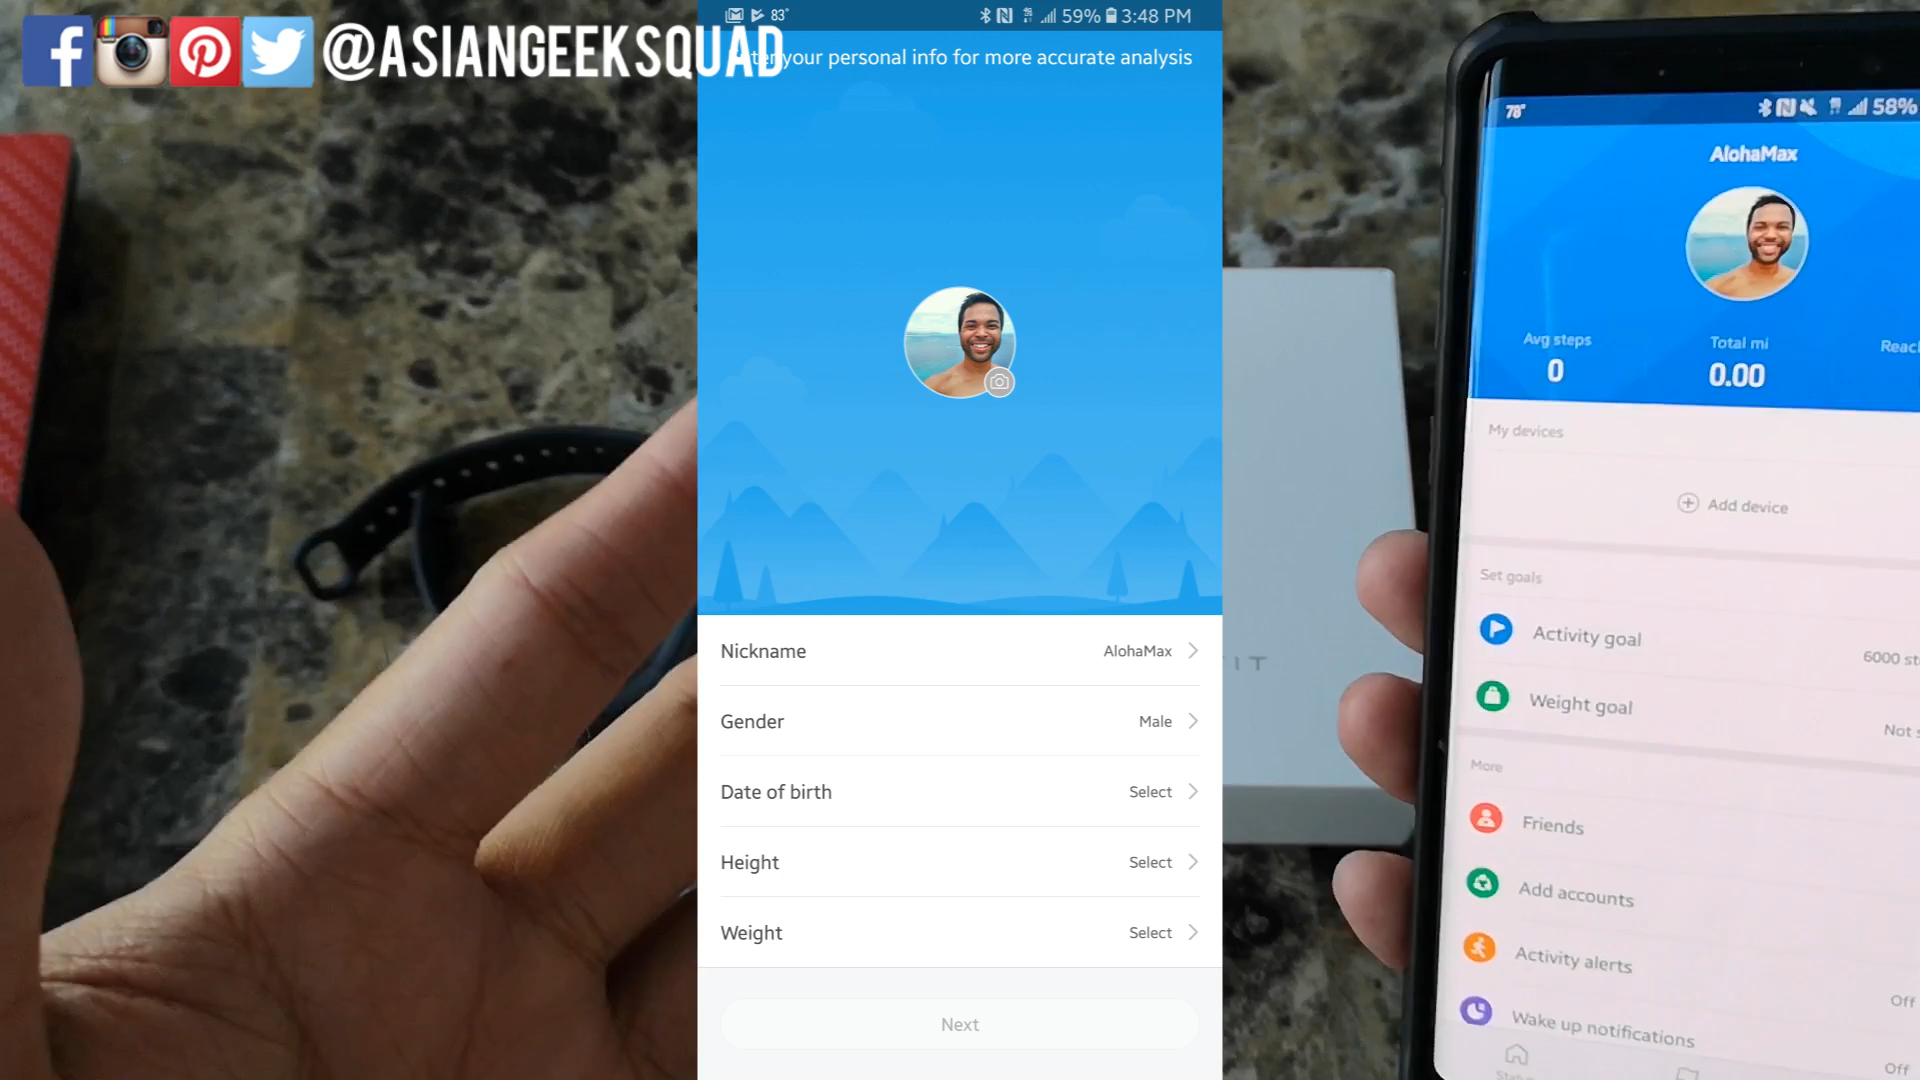 @ASIANGEEKSQUAD
83°
59% 3:48 PM
your personal info for more accurate analysis
Nickname AlohaMax
Gender Male
Date of birth Select
Height Select
Weight Select
Next
78° 58%
AlohaMax
Avg steps
0
Total mi
0.00
My devices
Add device
Set goals
Activity goal
6000
Weight goal
Not
More
Friends
Add accounts
Activity alerts
Off
Wake up notifications
Off